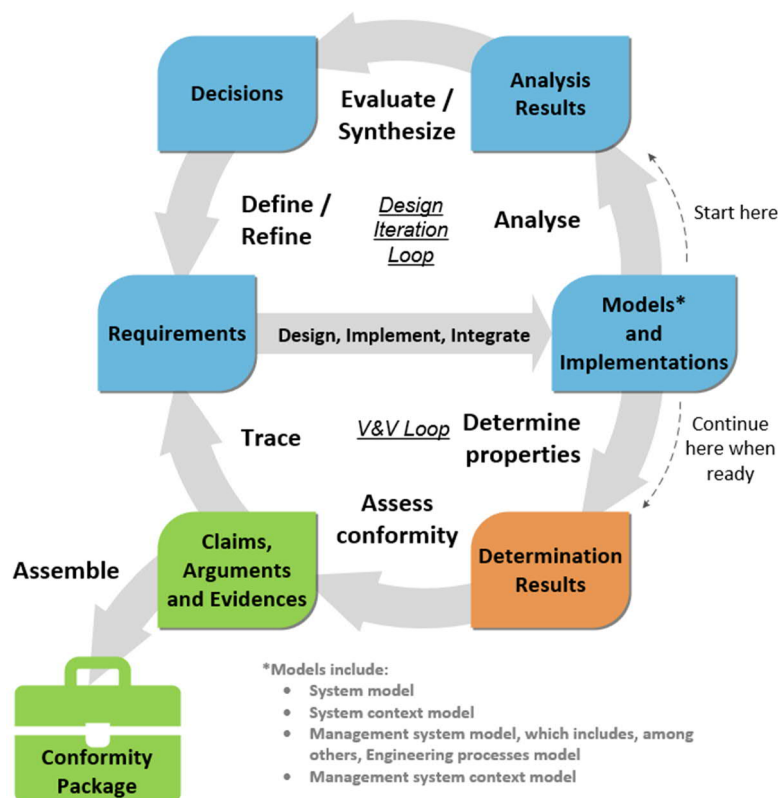 Decisions
Analysis
Results
Evaluate /
Synthesize
Define /
Refine
Design
Iteration
Loop
Analyse
Start here
Requirements
Design, Implement, Integrate
Models*
and
Implementations
Trace
V&V Loop
Determine
properties
Continue
here when
ready
Assess
conformity
Claims,
Arguments
and Evidences
Determination
Results
Assemble
Conformity
Package
*Models include:
• System model
• System context model
• Management system model, which includes, among
others, Engineering processes model
• Management system context model